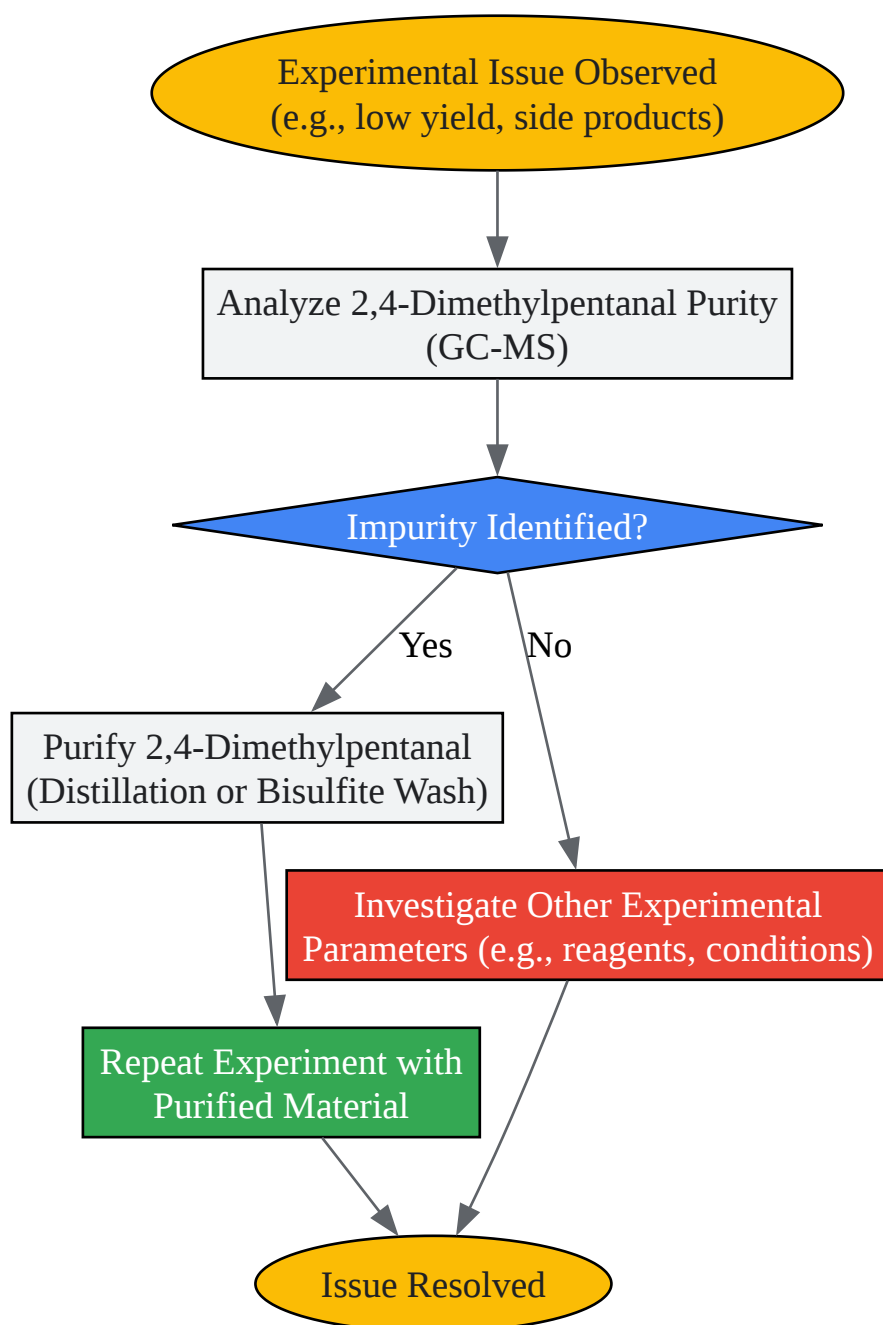 Experimental Issue Observed
(e.g., low yield, side products)
Analyze 2,4-Dimethylpentanal Purity
(GC-MS)
Impurity Identified?
Yes
No
Purify 2,4-Dimethylpentanal
(Distillation or Bisulfite Wash)
Investigate Other Experimental
Parameters (e.g., reagents, conditions)
Repeat Experiment with
Purified Material
Issue Resolved